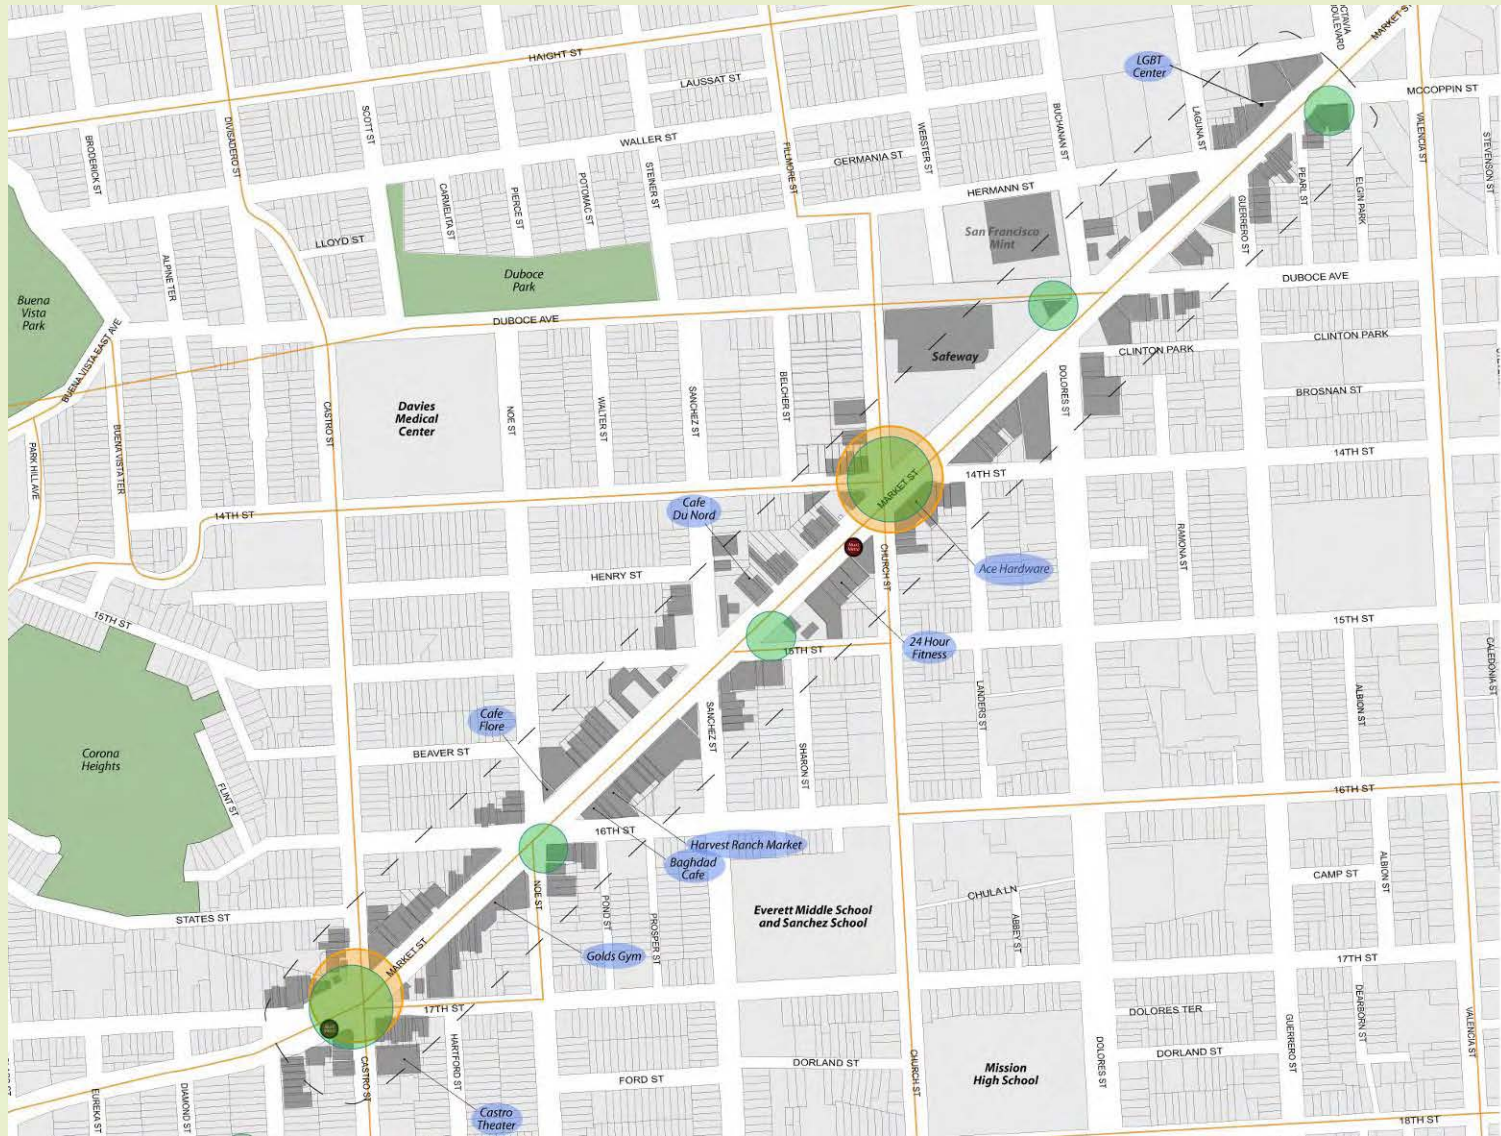 OCTAVIA
BOULEVARD
MARKET ST
HAIGHT ST
LGBT
Center
LAUSSAT ST
MCCOPPIN ST
SCOTT ST
BUCHANAN ST
LAGUNA ST
DIVISADERO ST
VALENCIA ST
WALLER ST
WEBSTER ST
STEVENSON ST
BRODERICK ST
FILLMORE ST
GERMANIA ST
STEINER ST
PEARL ST
ELGIN PARK
POTOMAC ST
CARMELITA ST
PIERCE ST
HERMANN ST
GUERRERO ST
San Francisco
Mint
LLOYD ST
ALPINE TER
Duboce
Park
DUBOCE AVE
Buena
Vista
Park
DUBOCE AVE
CLINTON PARK
BUENA VISTA EAST AVE
CLINTON PARK
Safeway
BROSNAN ST
DOLORES ST
Davies
Medical
Center
CASTRO ST
NOE ST
WALTER ST
SANCHEZ ST
BELCHER ST
PARK HILL AVE
BUENA VISTA TER
14TH ST
14TH ST
MARKET ST
14TH ST
Cafe
Du Nord
RAMONA ST
CHURCH ST
Ace Hardware
HENRY ST
15TH ST
15TH ST
24 Hour
Fitness
15TH ST
CALEDONIA ST
LANDERS ST
ALBION ST
Cafe
Flore
SANCHEZ ST
SHARON ST
Corona
Heights
BEAVER ST
FLINT ST
16TH ST
16TH ST
Harvest Ranch Market
Baghdad
Cafe
CAMP ST
ALBION ST
NOE ST
CHULA LN
POND ST
PROSPER ST
ABBEY ST
Everett Middle School
and Sanchez School
STATES ST
MARKET ST
Golds Gym
17TH ST
17TH ST
DEARBORN ST
DOLORES TER
HARTFORD ST
GUERRERO ST
VALENCIA ST
DOLORES ST
DORLAND ST
DORLAND ST
CASTRO ST
CHURCH ST
Mission
High School
FORD ST
EUREKA ST
DIAMOND ST
Castro
Theater
18TH ST